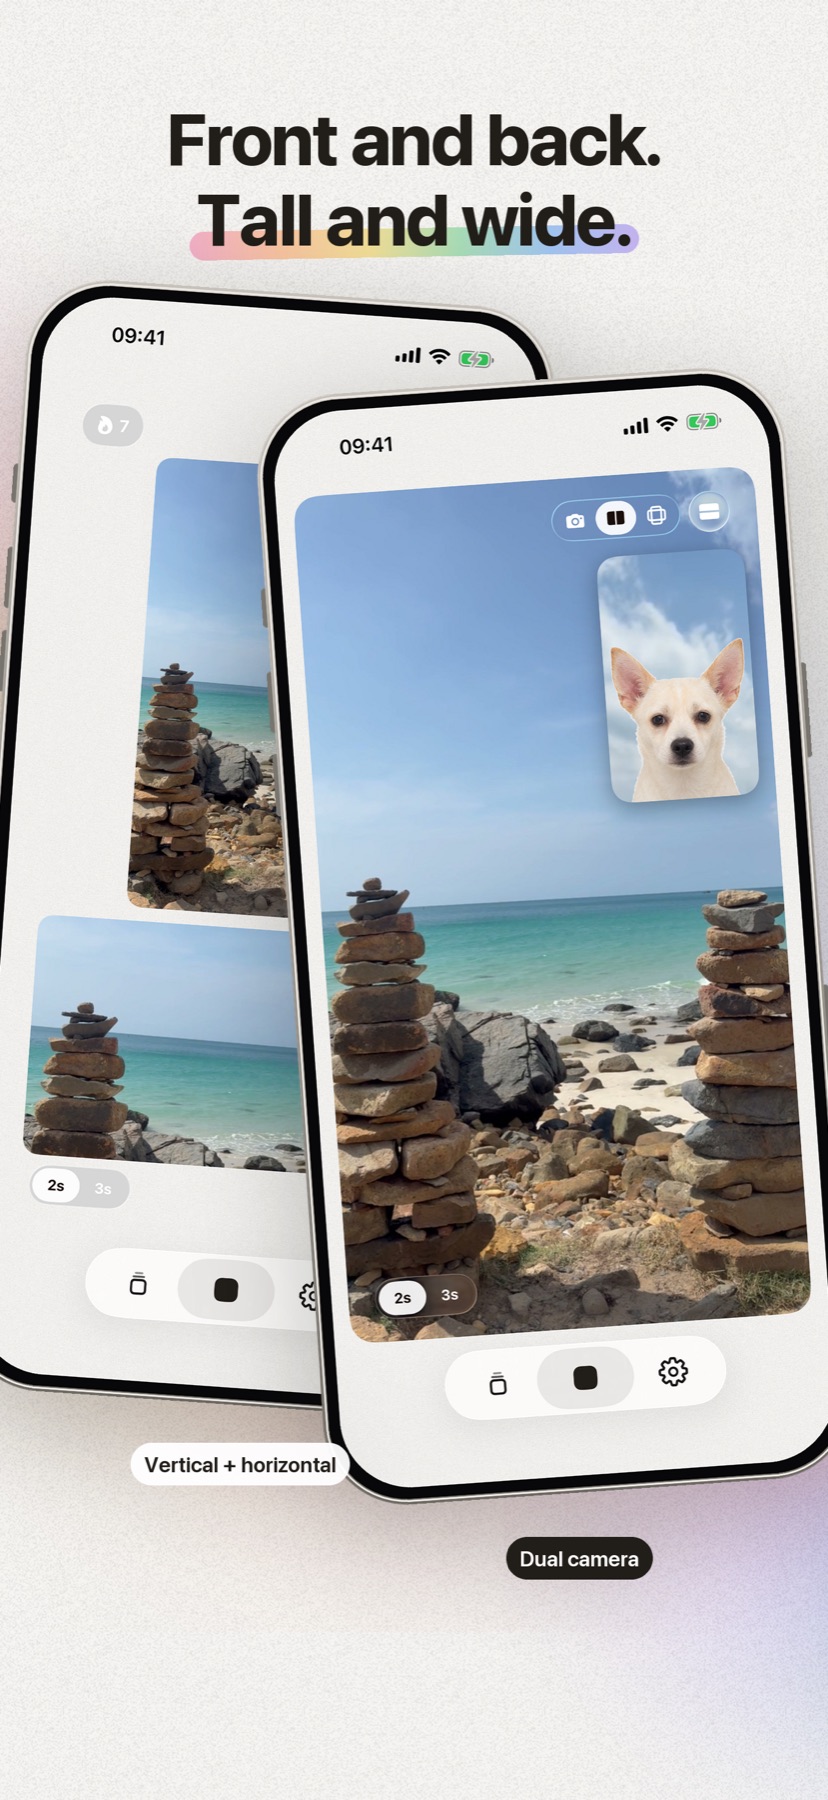 Front and back.
Tall and wide.
09:41
7
2s 3s
09:41
2s 3s
Vertical + horizontal
Dual camera